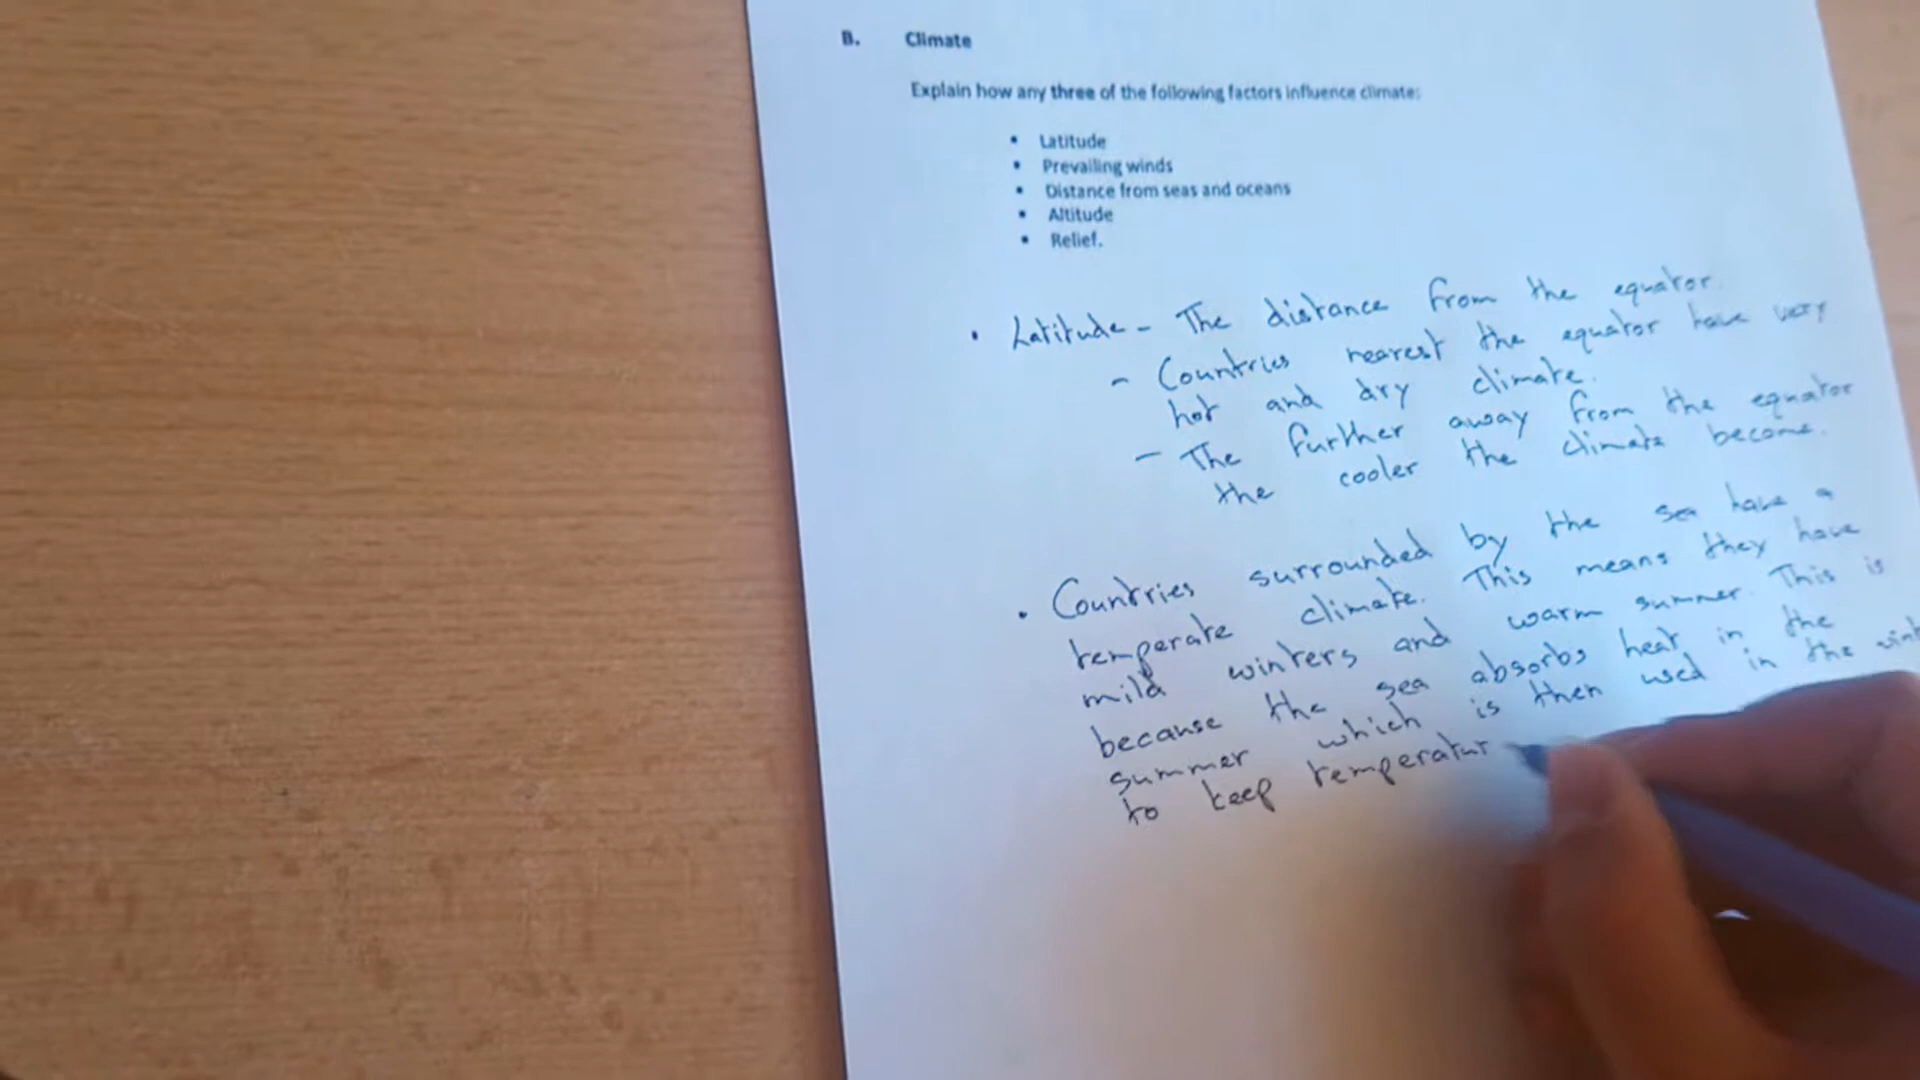 B. Climate
Explain how any three of the following factors influence climate:
• Latitude
• Prevailing winds
• Distance from seas and oceans
• Altitude
• Relief.
• Latitude - The distance from the equator.
- Countries nearest the equator have very
hot and dry climate.
- The further away from the equator
the cooler the climate become.
• Countries surrounded by the sea have a
temperate climate. This means they have
mild winters and warm summer. This is
because the sea absorbs heat in the
summer which is then used in the
to keep temperatur